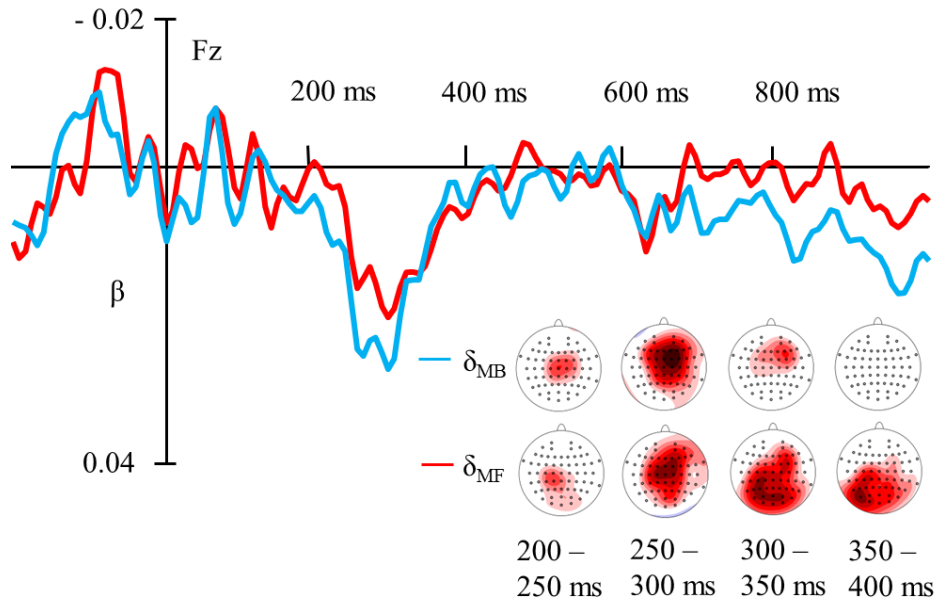 - 0.02
Fz
200 ms
400 ms
600 ms
800 ms
β
δMB
0.04
δMF
200 –
250 ms
250 –
300 ms
300 –
350 ms
350 –
400 ms